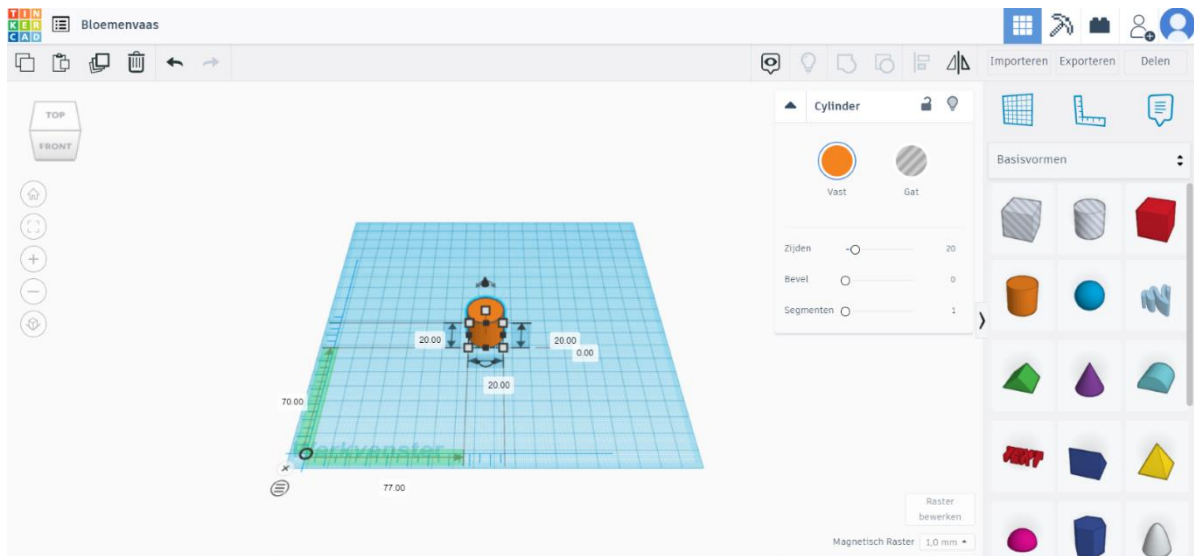 TIN
KER
CAD
Bloemenvaas
Importeren Exporteren Delen
TOP
FRONT
Cylinder
Vast Gat
Zijden 20
Bevel 0
Segmenten 1
Basisvormen
20.00 20.00
0.00
20.00
70.00
77.00
Werkvenster
TEXT
Raster
bewerken
Magnetisch Raster 1,0 mm